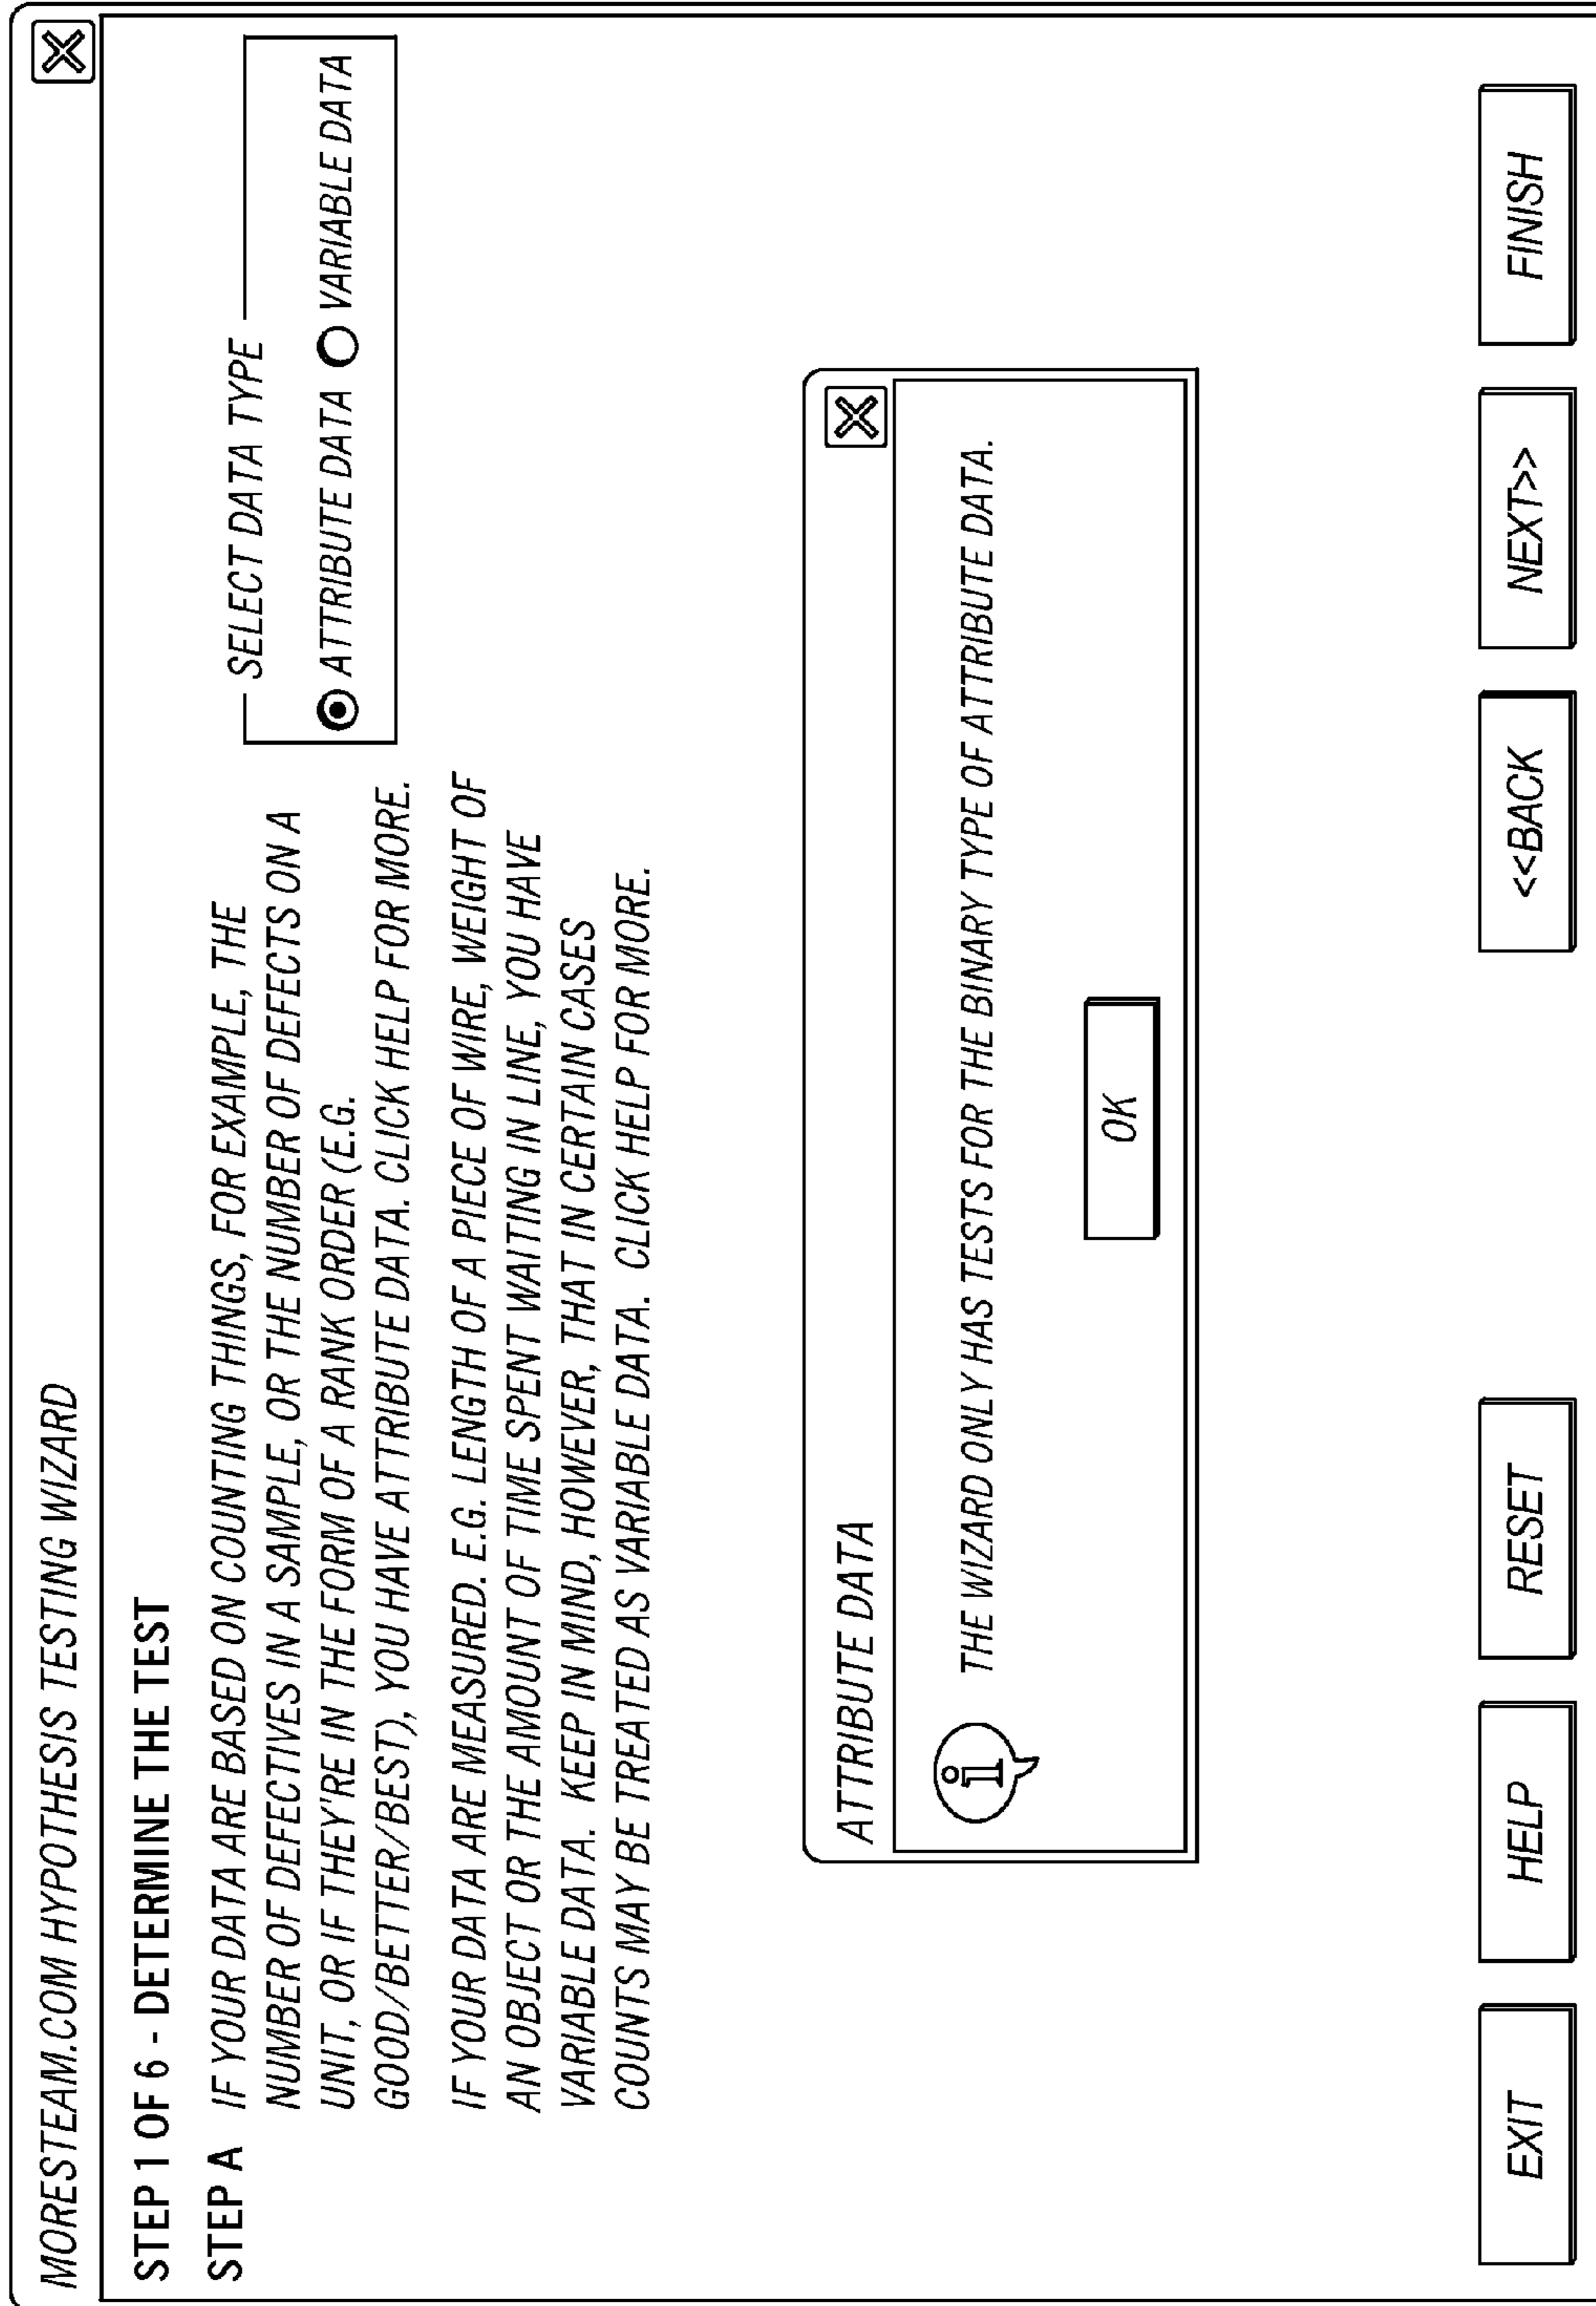 MORESTEAM.COM HYPOTHESIS TESTING WIZARD
STEP 1 OF 6 - DETERMINE THE TEST
STEP A
IF YOUR DATA ARE BASED ON COUNTING THINGS, FOR EXAMPLE, THE
NUMBER OF DEFECTIVES IN A SAMPLE, OR THE NUMBER OF DEFECTS ON A
UNIT, OR IF THEY'RE IN THE FORM OF A RANK ORDER (E.G.
GOOD/BETTER/BEST), YOU HAVE ATTRIBUTE DATA. CLICK HELP FOR MORE.
IF YOUR DATA ARE MEASURED. E.G. LENGTH OF A PIECE OF WIRE, WEIGHT OF
AN OBJECT OR THE AMOUNT OF TIME SPENT WAITING IN LINE, YOU HAVE
VARIABLE DATA. KEEP IN MIND, HOWEVER, THAT IN CERTAIN CASES
COUNTS MAY BE TREATED AS VARIABLE DATA. CLICK HELP FOR MORE.
SELECT DATA TYPE
ATTRIBUTE DATA VARIABLE DATA
ATTRIBUTE DATA
i THE WIZARD ONLY HAS TESTS FOR THE BINARY TYPE OF ATTRIBUTE DATA.
OK
EXIT HELP RESET <<BACK NEXT>> FINISH